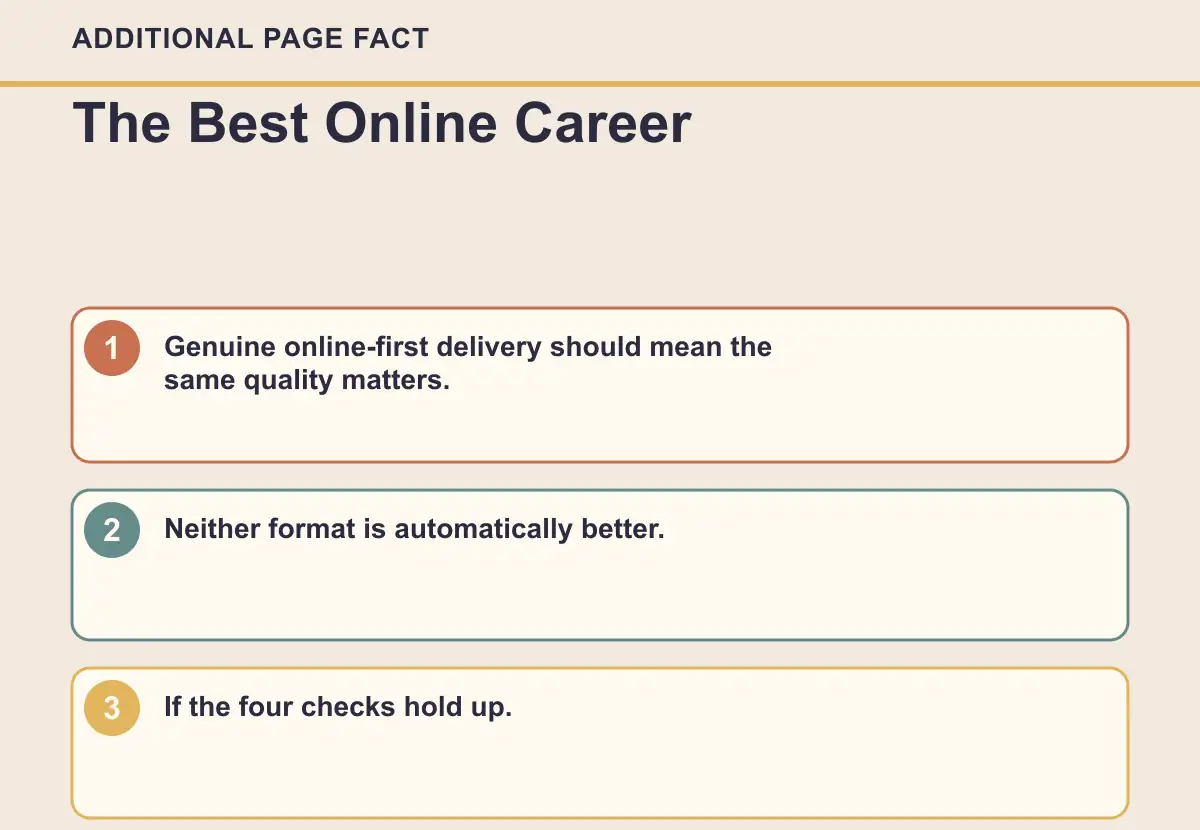 ADDITIONAL PAGE FACT
The Best Online Career
1
Genuine online-first delivery should mean the
same quality matters.
2
Neither format is automatically better.
3
If the four checks hold up.